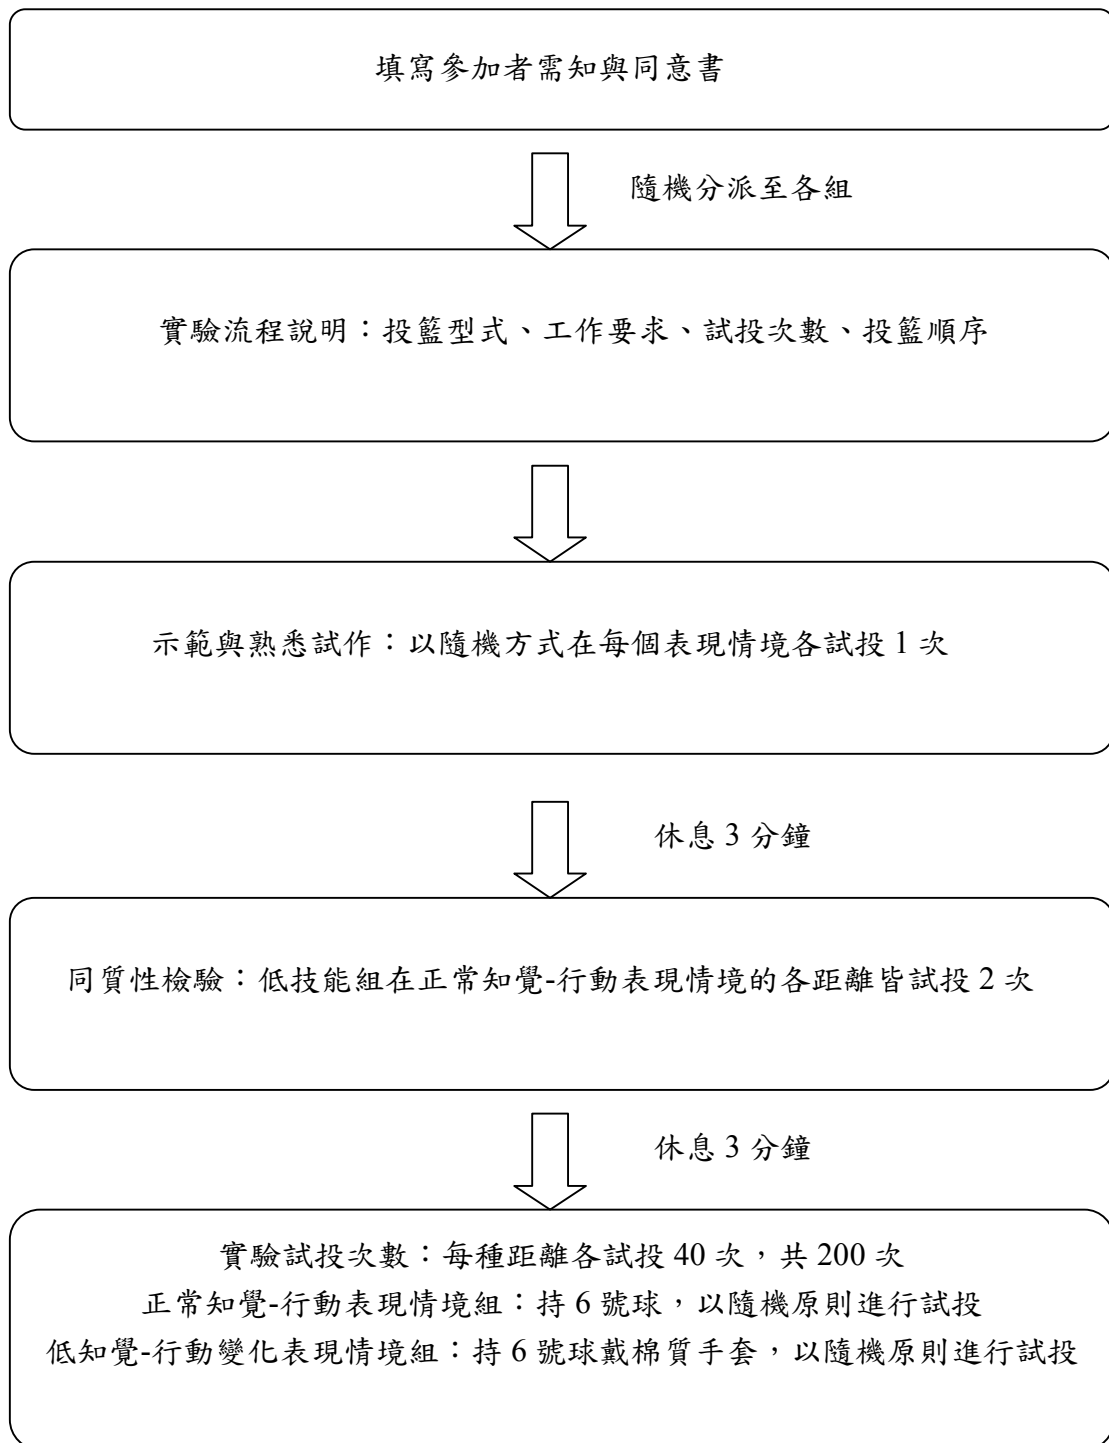 填寫參加者需知與同意書
隨機分派至各組
實驗流程說明：投籃型式、工作要求、試投次數、投籃順序
示範與熟悉試作：以隨機方式在每個表現情境各試投 1 次
休息 3 分鐘
同質性檢驗：低技能組在正常知覺-行動表現情境的各距離皆試投 2 次
休息 3 分鐘
實驗試投次數：每種距離各試投 40 次，共 200 次
正常知覺-行動表現情境組：持 6 號球，以隨機原則進行試投
低知覺-行動變化表現情境組：持 6 號球戴棉質手套，以隨機原則進行試投